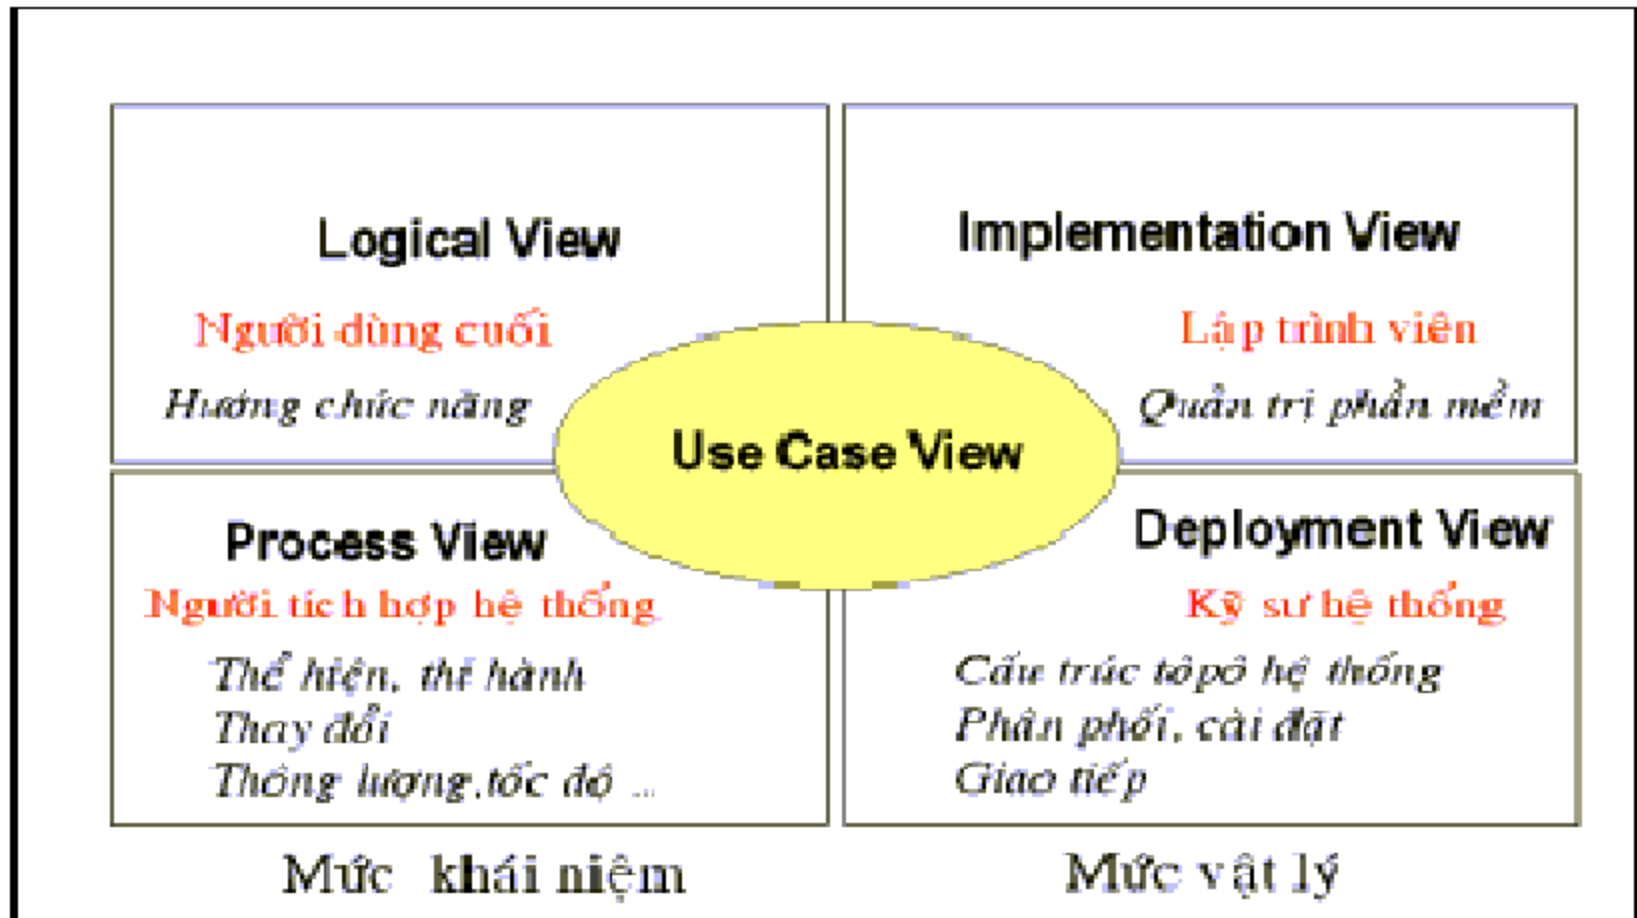 Logical View
Người dùng cuối
Hướng chức năng
Implementation View
Lập trình viên
Quản trị phần mềm
Use Case View
Process View
Người tích hợp hệ thống
Thể hiện, thi hành
Thay đổi
Thông lượng,tốc độ ...
Deployment View
Kỹ sư hệ thống
Cấu trúc tôpô hệ thống
Phân phối, cài đặt
Giao tiếp
Mức khái niệm
Mức vật lý